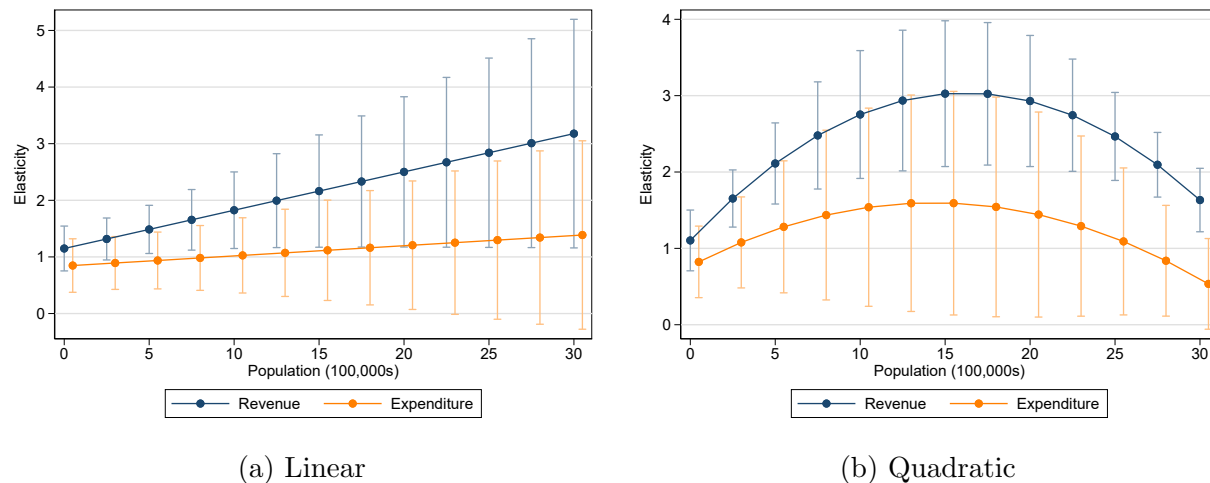 Elasticity
5
4
3
2
1
0
0 5 10 15 20 25 30
Population (100,000s)
Revenue Expenditure
(a) Linear
Elasticity
4
3
2
1
0
0 5 10 15 20 25 30
Population (100,000s)
Revenue Expenditure
(b) Quadratic